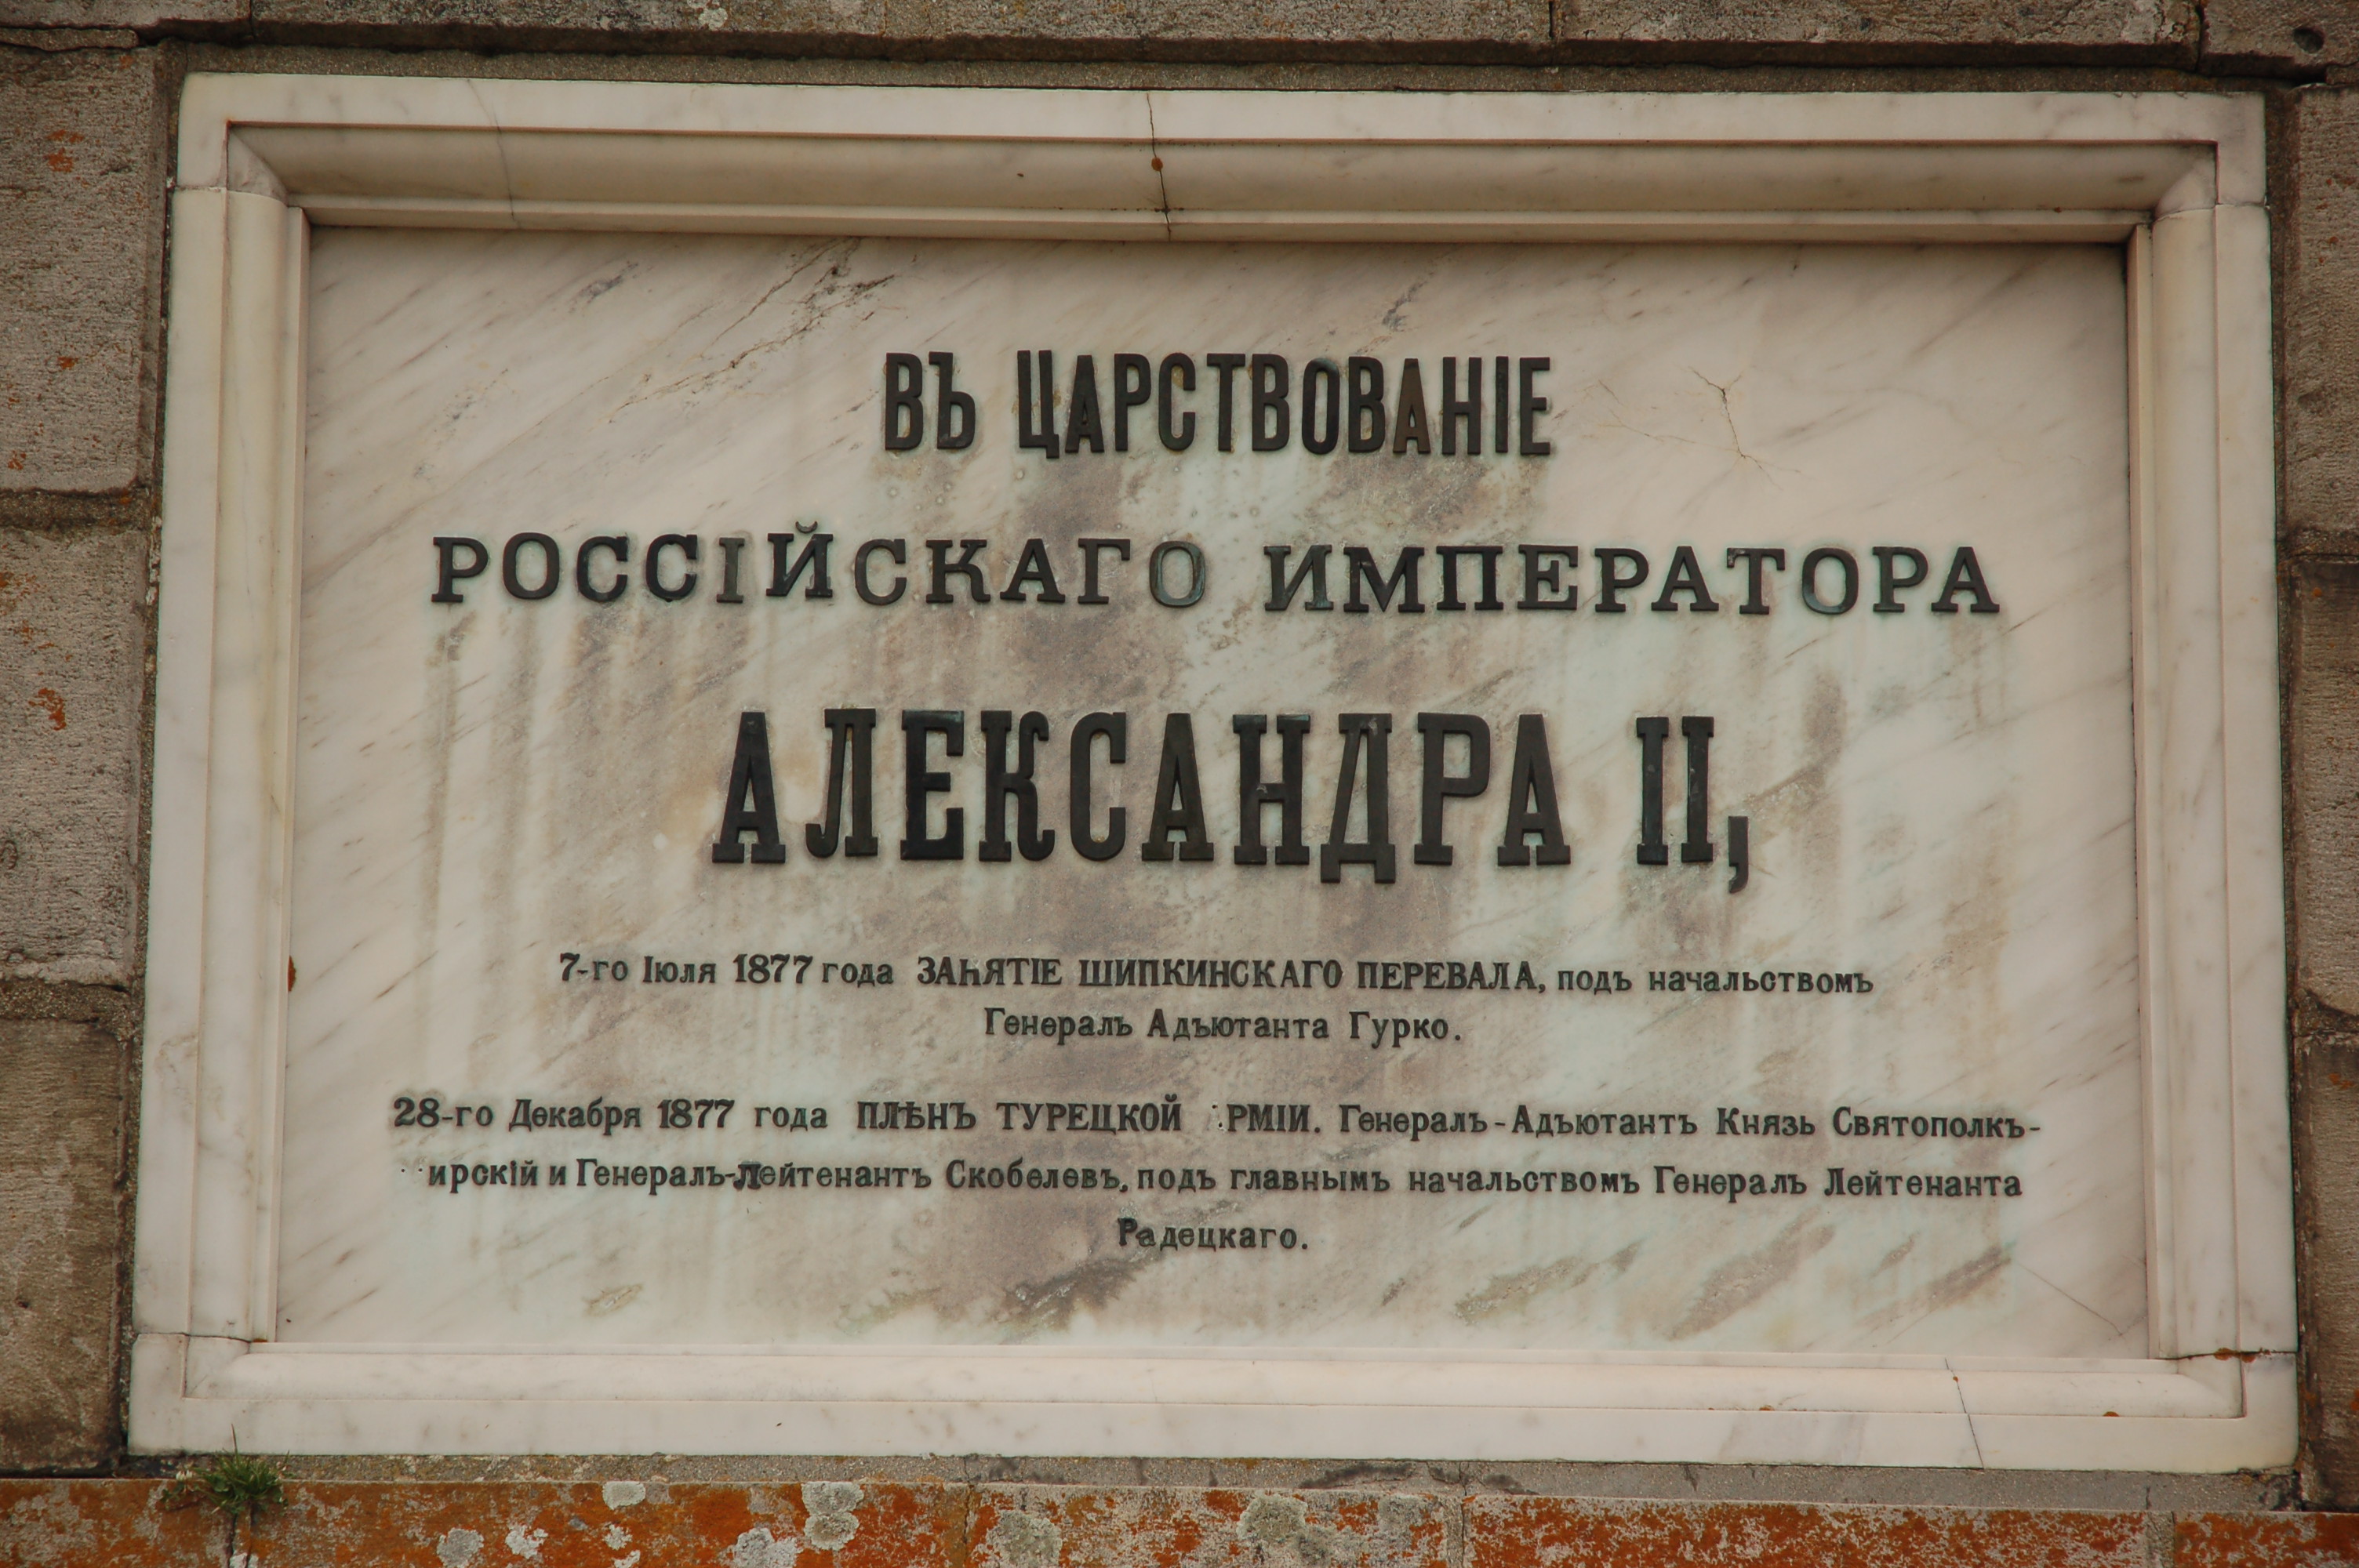 ВЪ ЦАРСТВОВАНІЕ
РОССІЙСКАГО ИМПЕРАТОРА
АЛЕКСАНДРА II,
7-го Іюля 1877 года ЗАНЯТІЕ ШИПКИНСКАГО ПЕРЕВАЛА, подъ начальствомъ
Генералъ Адъютанта Гурко.
28-го Декабря 1877 года ПЛѢНЪ ТУРЕЦКОЙ РМІИ. Генералъ-Адъютантъ Князь Святополкъ-
ирскій и Генералъ-Лейтенантъ Скобелевъ, подъ главнымъ начальствомъ Генералъ Лейтенанта
Радецкаго.